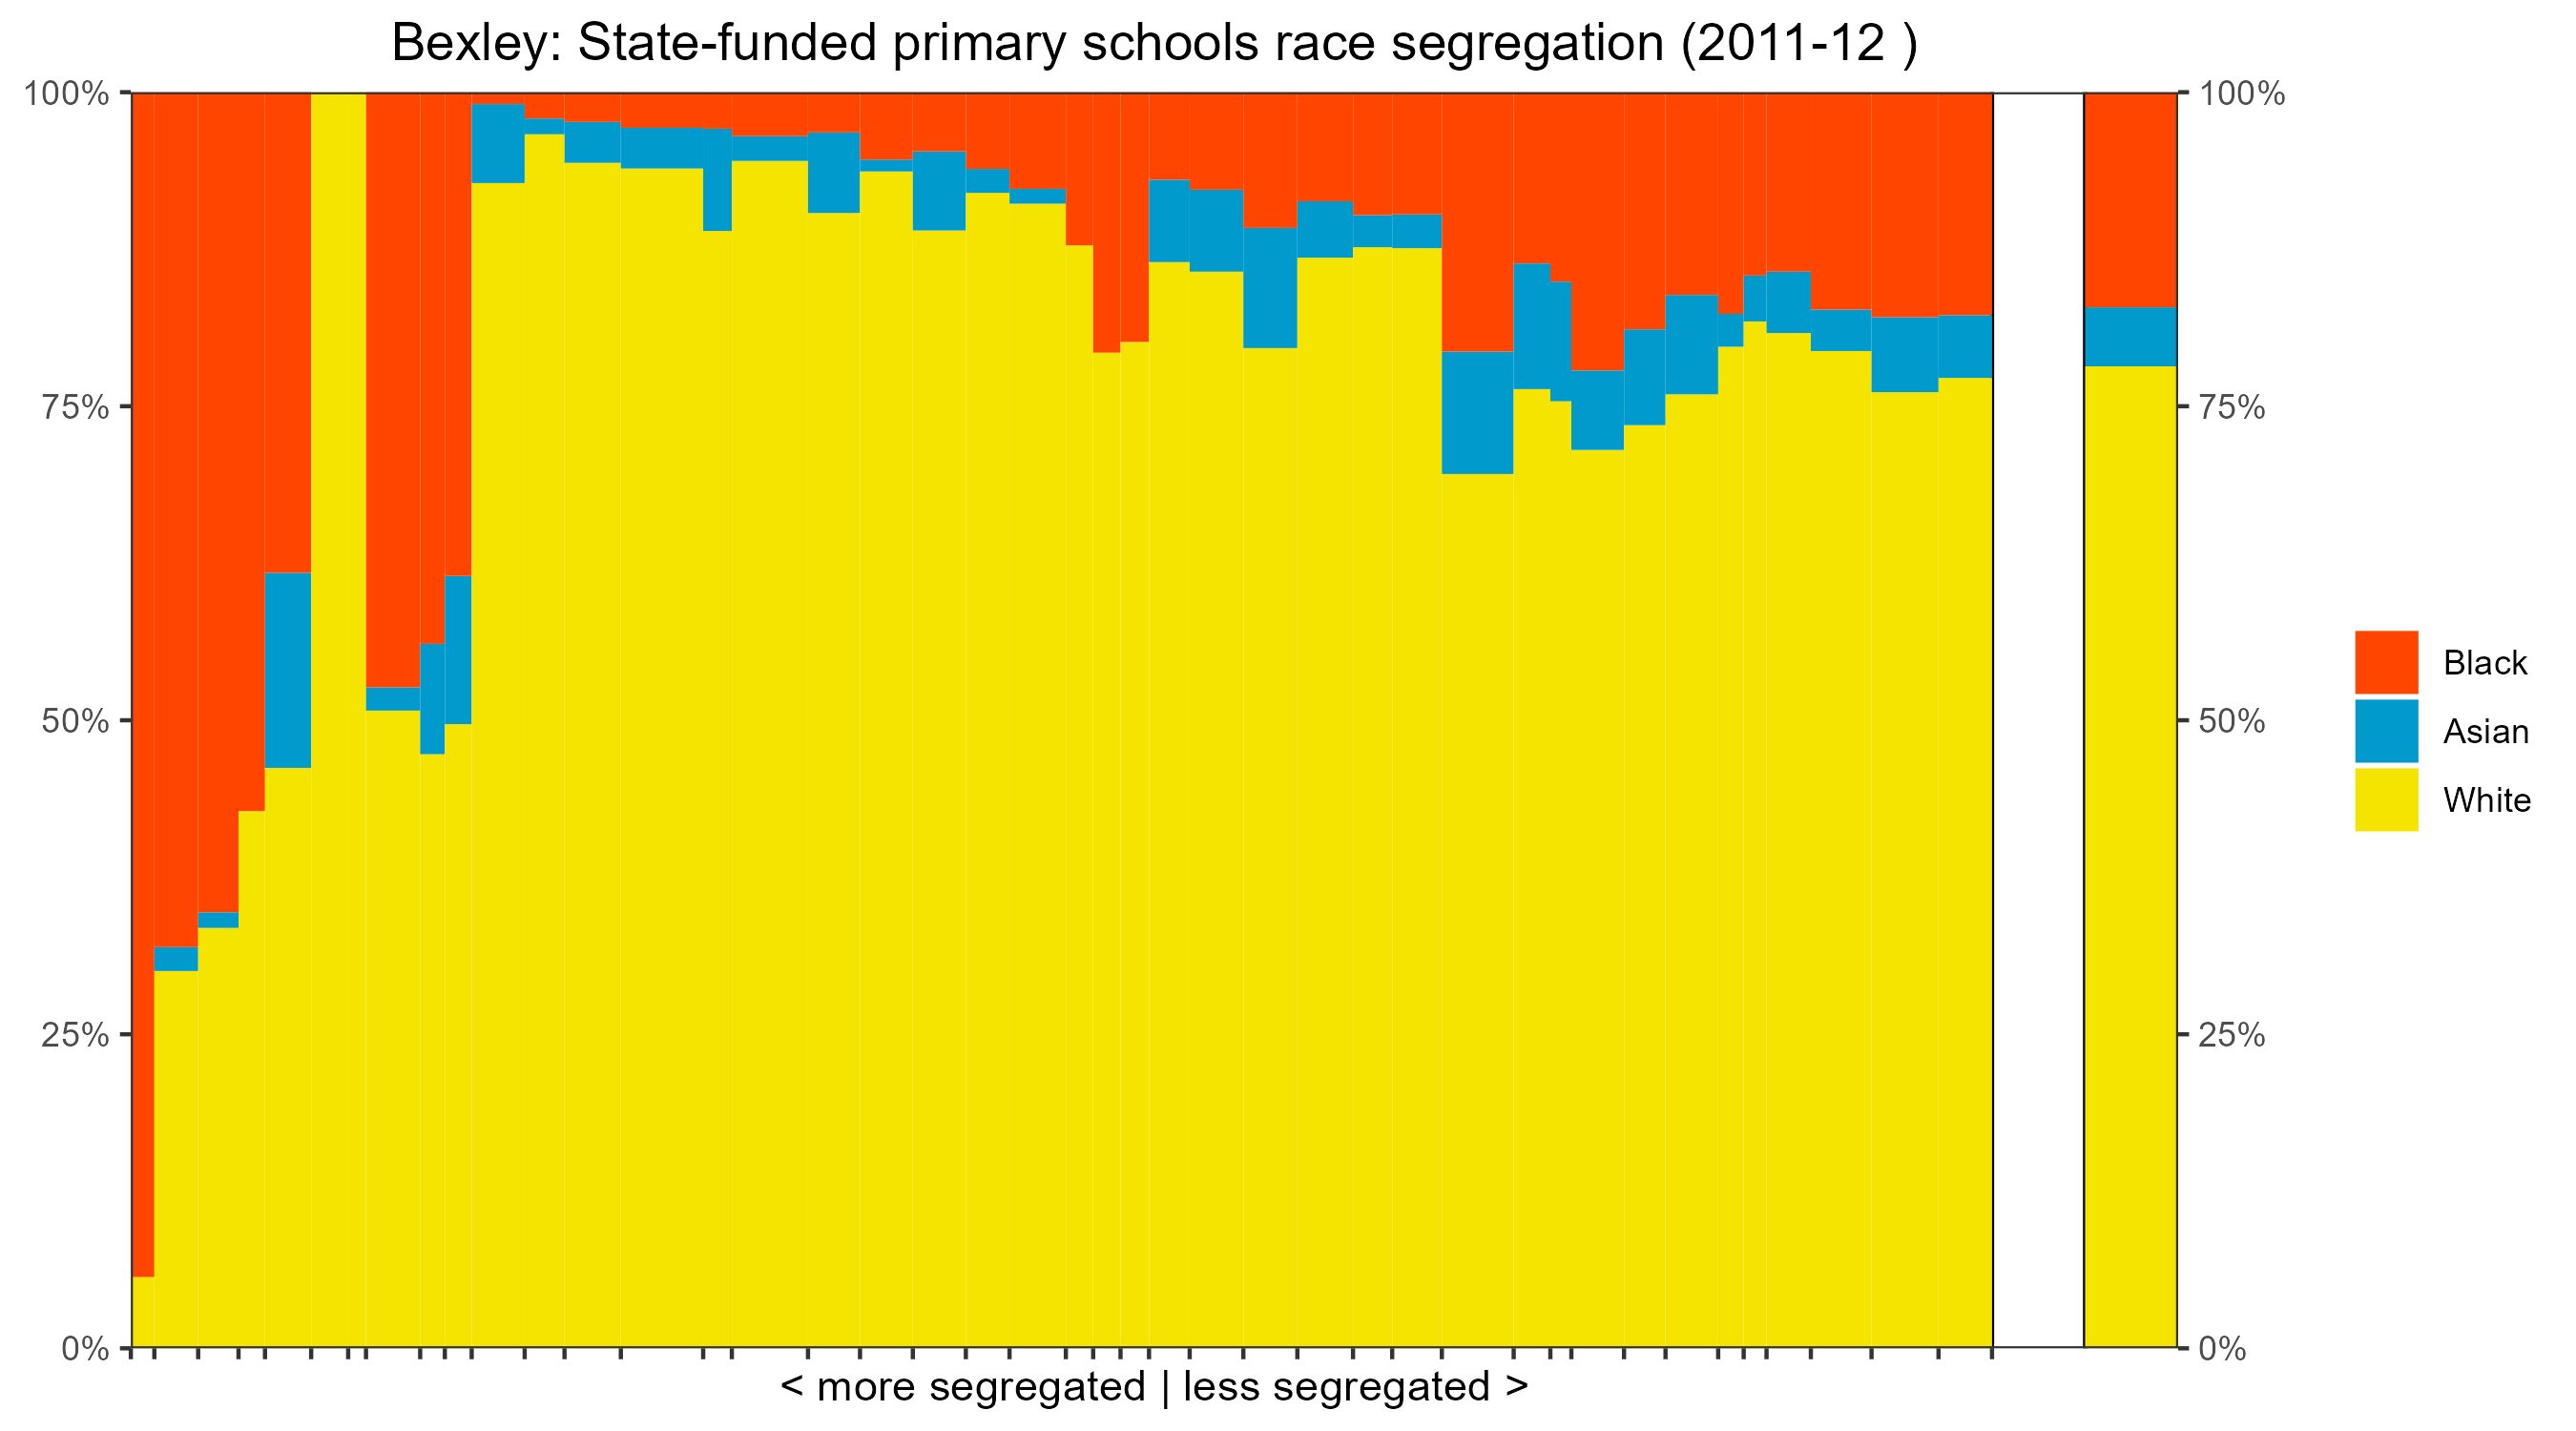 Bexley: State-funded primary schools race segregation (2011-12 )
100%
75%
50%
25%
0%
100%
75%
50%
25%
0%
Black
Asian
White
< more segregated | less segregated >